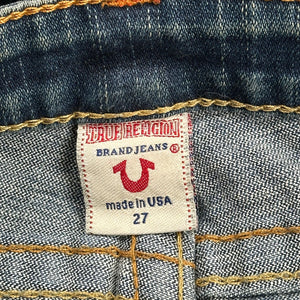 TRUE RELIGION
BRAND JEANS ®
made in USA
27